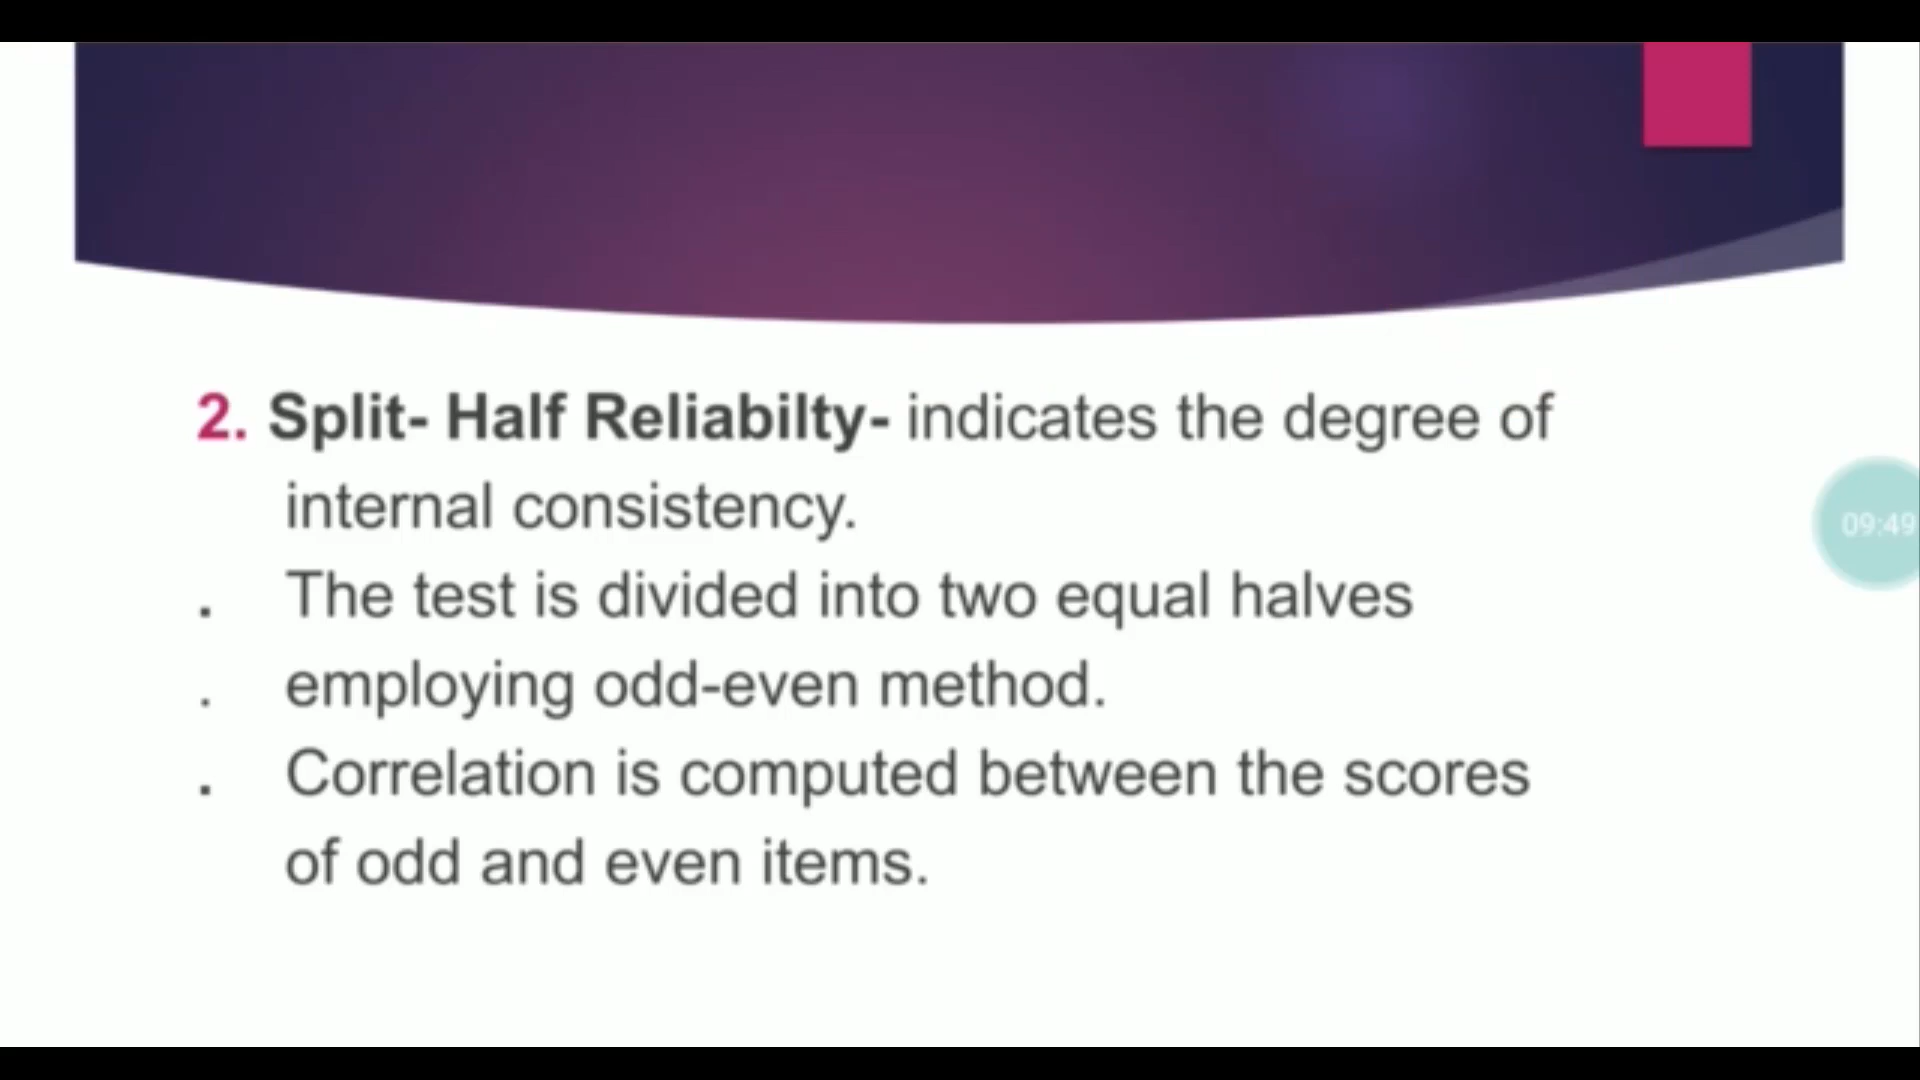 2. Split- Half Reliabilty- indicates the degree of
internal consistency.
. The test is divided into two equal halves
. employing odd-even method.
. Correlation is computed between the scores
of odd and even items.
09:49